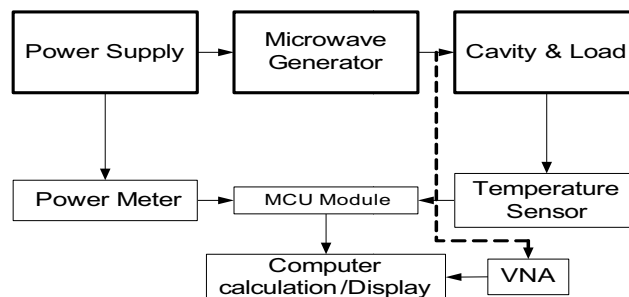 Power Supply
Microwave
Generator
Cavity & Load
Power Meter
MCU Module
Temperature
Sensor
Computer
calculation/Display
VNA